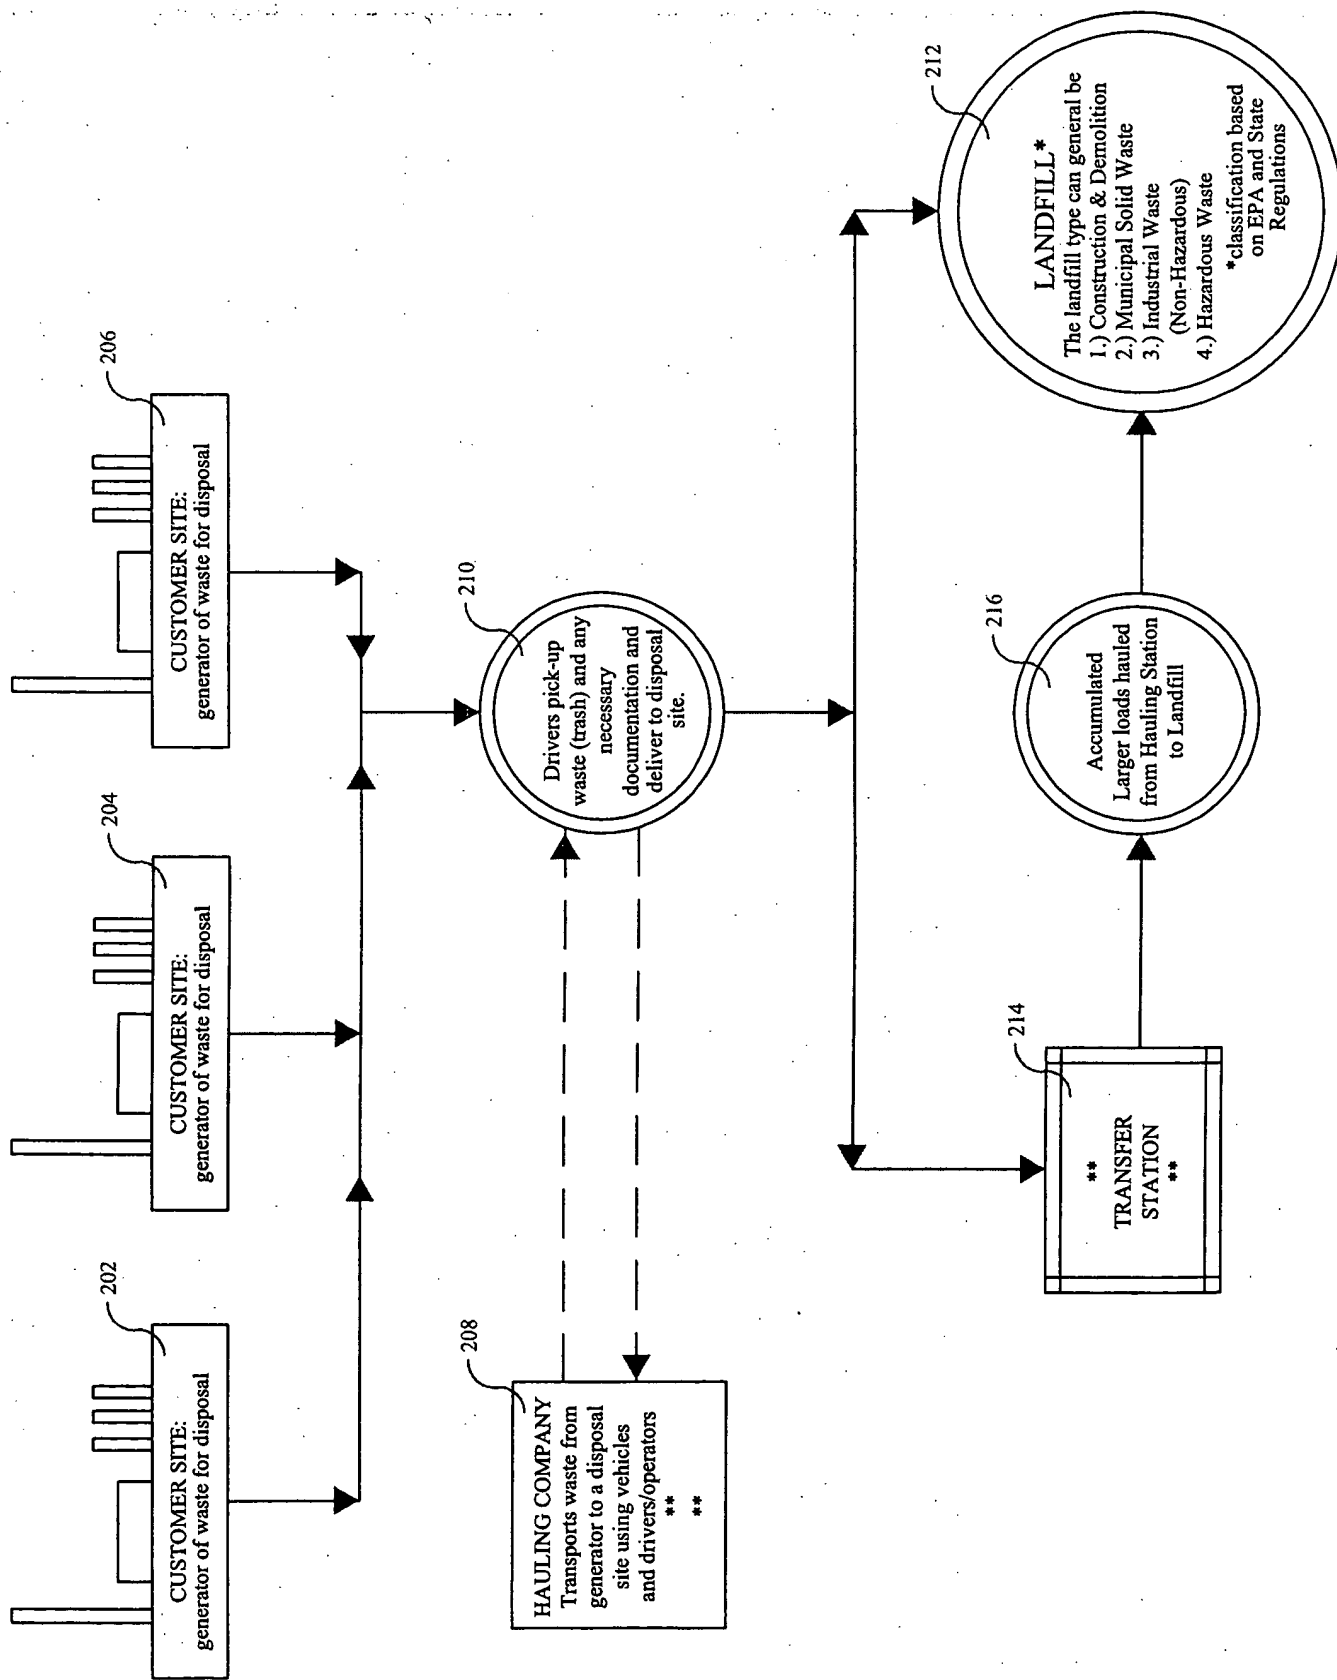 202
CUSTOMER SITE:
generator of waste for disposal
204
CUSTOMER SITE:
generator of waste for disposal
206
CUSTOMER SITE:
generator of waste for disposal
208
HAULING COMPANY
Transports waste from
generator to a disposal
site using vehicles
and drivers/operators
**
**
210
Drivers pick-up
waste (trash) and any
necessary
documentation and
deliver to disposal
site.
214
**
TRANSFER
STATION
**
216
Accumulated
Larger loads hauled
from Hauling Station
to Landfill
212
LANDFILL*
The landfill type can general be
1.) Construction & Demolition
2.) Municipal Solid Waste
3.) Industrial Waste
(Non-Hazardous)
4.) Hazardous Waste
*classification based
on EPA and State
Regulations